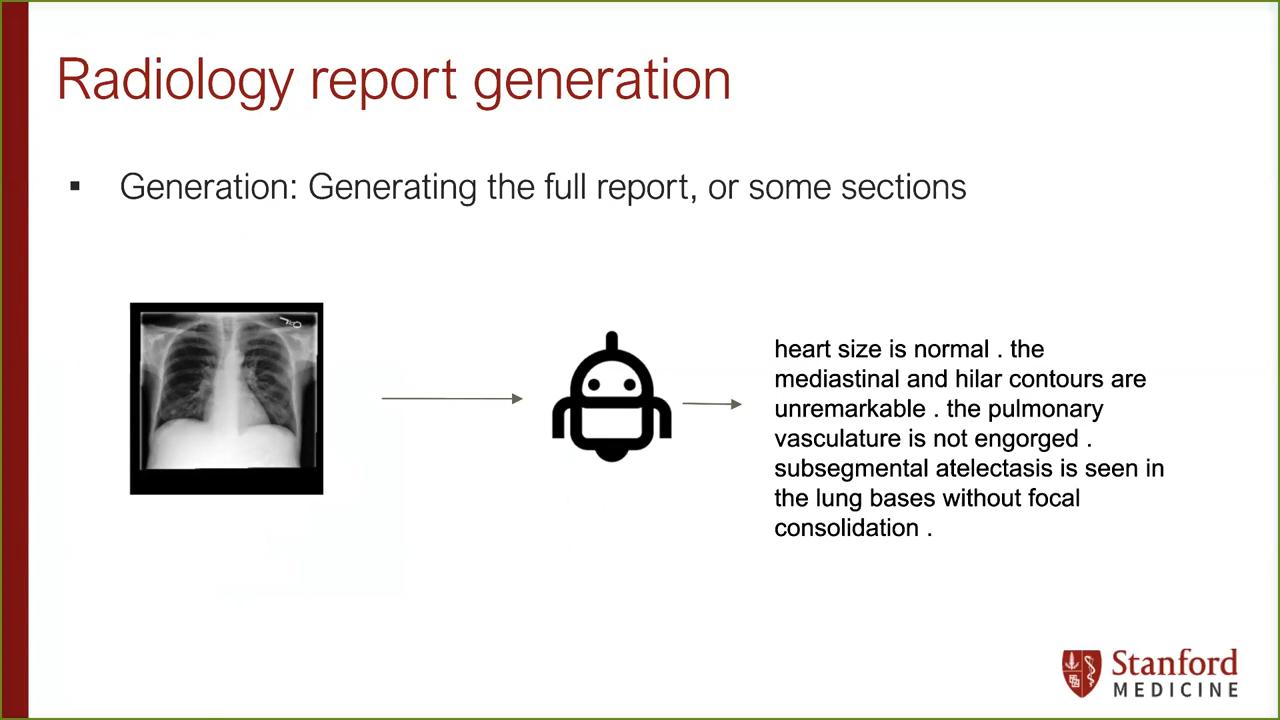 Radiology report generation
▪ Generation: Generating the full report, or some sections
heart size is normal . the
mediastinal and hilar contours are
unremarkable . the pulmonary
vasculature is not engorged .
subsegmental atelectasis is seen in
the lung bases without focal
consolidation .
Stanford
MEDICINE